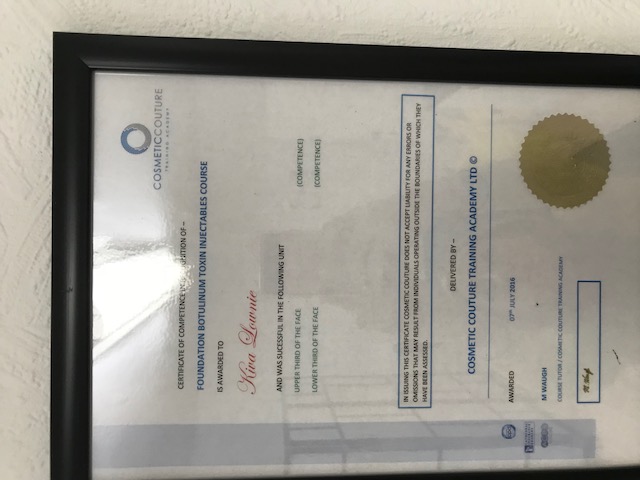 COSMETICCOUTURE
TRAINING ACADEMY
CERTIFICATE OF COMPETENCE IN
OF –
FOUNDATION BOTULINUM TOXIN INJECTABLES COURSE
IS AWARDED TO
Kiva Lownie
AND WAS SUCESSFUL IN THE FOLLOWING UNIT
UPPER THIRD OF THE FACE (COMPETENCE)
LOWER THIRD OF THE FACE (COMPETENCE)
IN ISSUING THIS CERTIFICATE COSMETIC COUTURE DOES NOT ACCEPT LIABILITY FOR ANY ERRORS OR
OMISSIONS THAT MAY RESULT FROM INDIVIDUALS OPERATING OUTSIDE THE BOUNDARIES OF WHICH THEY
HAVE BEEN ASSESSED.
DELIVERED BY –
COSMETIC COUTURE TRAINING ACADEMY LTD ©
AWARDED 07th JULY 2016
M WAUGH
COURSE TUTOR / COSMETIC COUTURE TRAINING ACADEMY